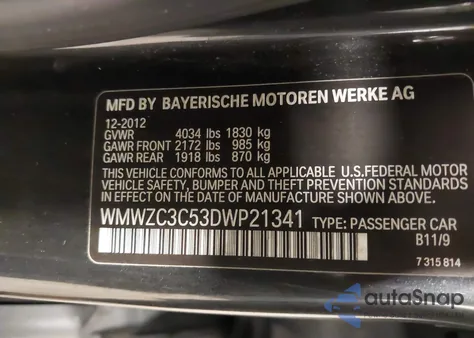 MFD BY BAYERISCHE MOTOREN WERKE AG
12-2012
GVWR 4034 lbs 1830 kg
GAWR FRONT 2172 lbs 985 kg
GAWR REAR 1918 lbs 870 kg
THIS VEHICLE CONFORMS TO ALL APPLICABLE U.S.FEDERAL MOTOR
VEHICLE SAFETY, BUMPER AND THEFT PREVENTION
STANDARDS IN EFFECT ON THE
DATE OF MANUFACTURE SHOWN ABOVE.
WMWZC3C53DWP21341 TYPE: PASSENGER CAR
B11/9
7 315 814
autoSnap